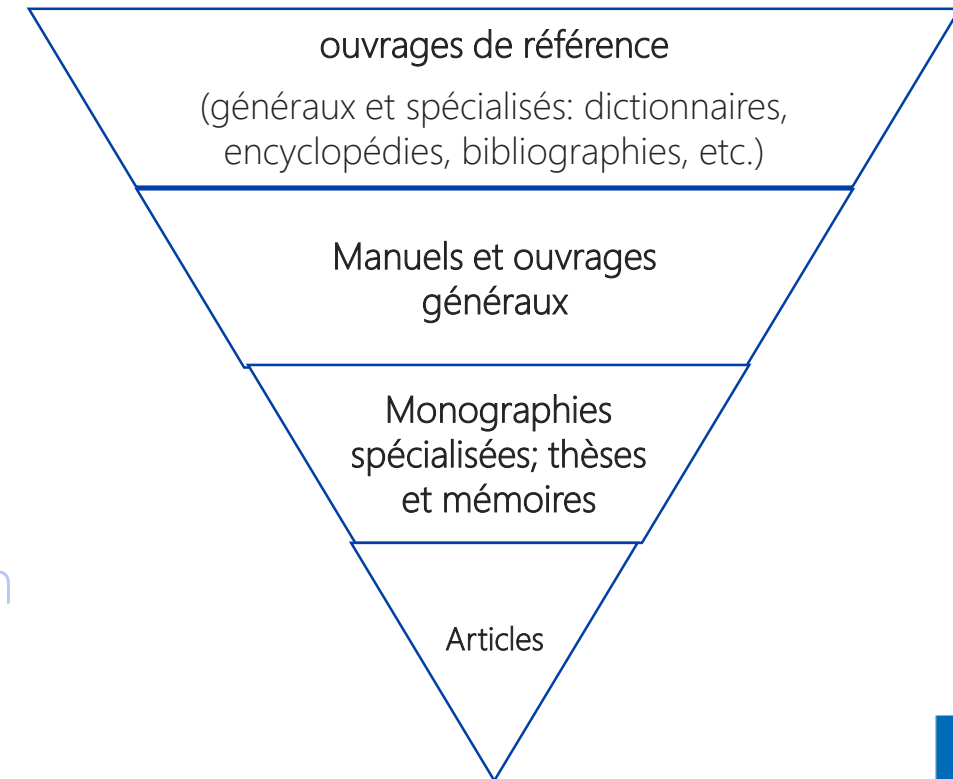 ouvrages de référence
(généraux et spécialisés: dictionnaires,
encyclopédies, bibliographies, etc.)
Manuels et ouvrages
généraux
Monographies
spécialisées; thèses
et mémoires
n
Articles